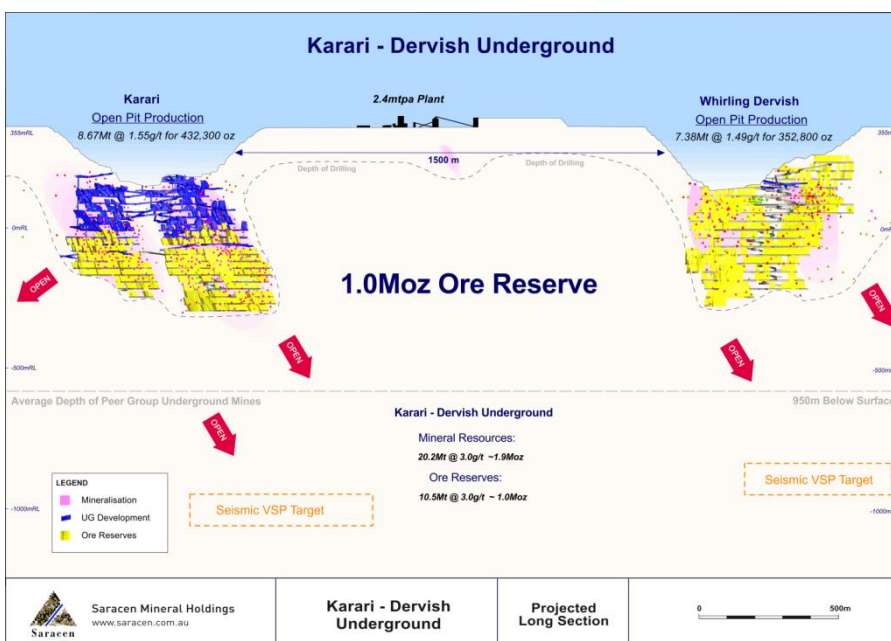 Karari - Dervish Underground
Karari
Open Pit Production
8.67Mt @ 1.55g/t for 432,300 oz
2.4mtpa Plant
Whirling Dervish
Open Pit Production
7.38Mt @ 1.49g/t for 352,800 oz
355mRL
355m
1500 m
Depth of Drilling
Depth of Drilling
0mRL
0mR
1.0Moz Ore Reserve
OPEN
OPEN
OPEN
OPEN
-500mRL
-500m
Average Depth of Peer Group Underground Mines
950m Below Surface
OPEN
Karari - Dervish Underground
Mineral Resources:
20.2Mt @ 3.0g/t ~1.9Moz
Ore Reserves:
10.5Mt @ 3.0g/t ~ 1.0Moz
LEGEND
Mineralisation
UG Development
Ore Reserves
Seismic VSP Target
Seismic VSP Target
-1000mRL
-1000m
Saracen
Saracen Mineral Holdings
www.saracen.com.au
Karari - Dervish
Underground
Projected
Long Section
0
500m